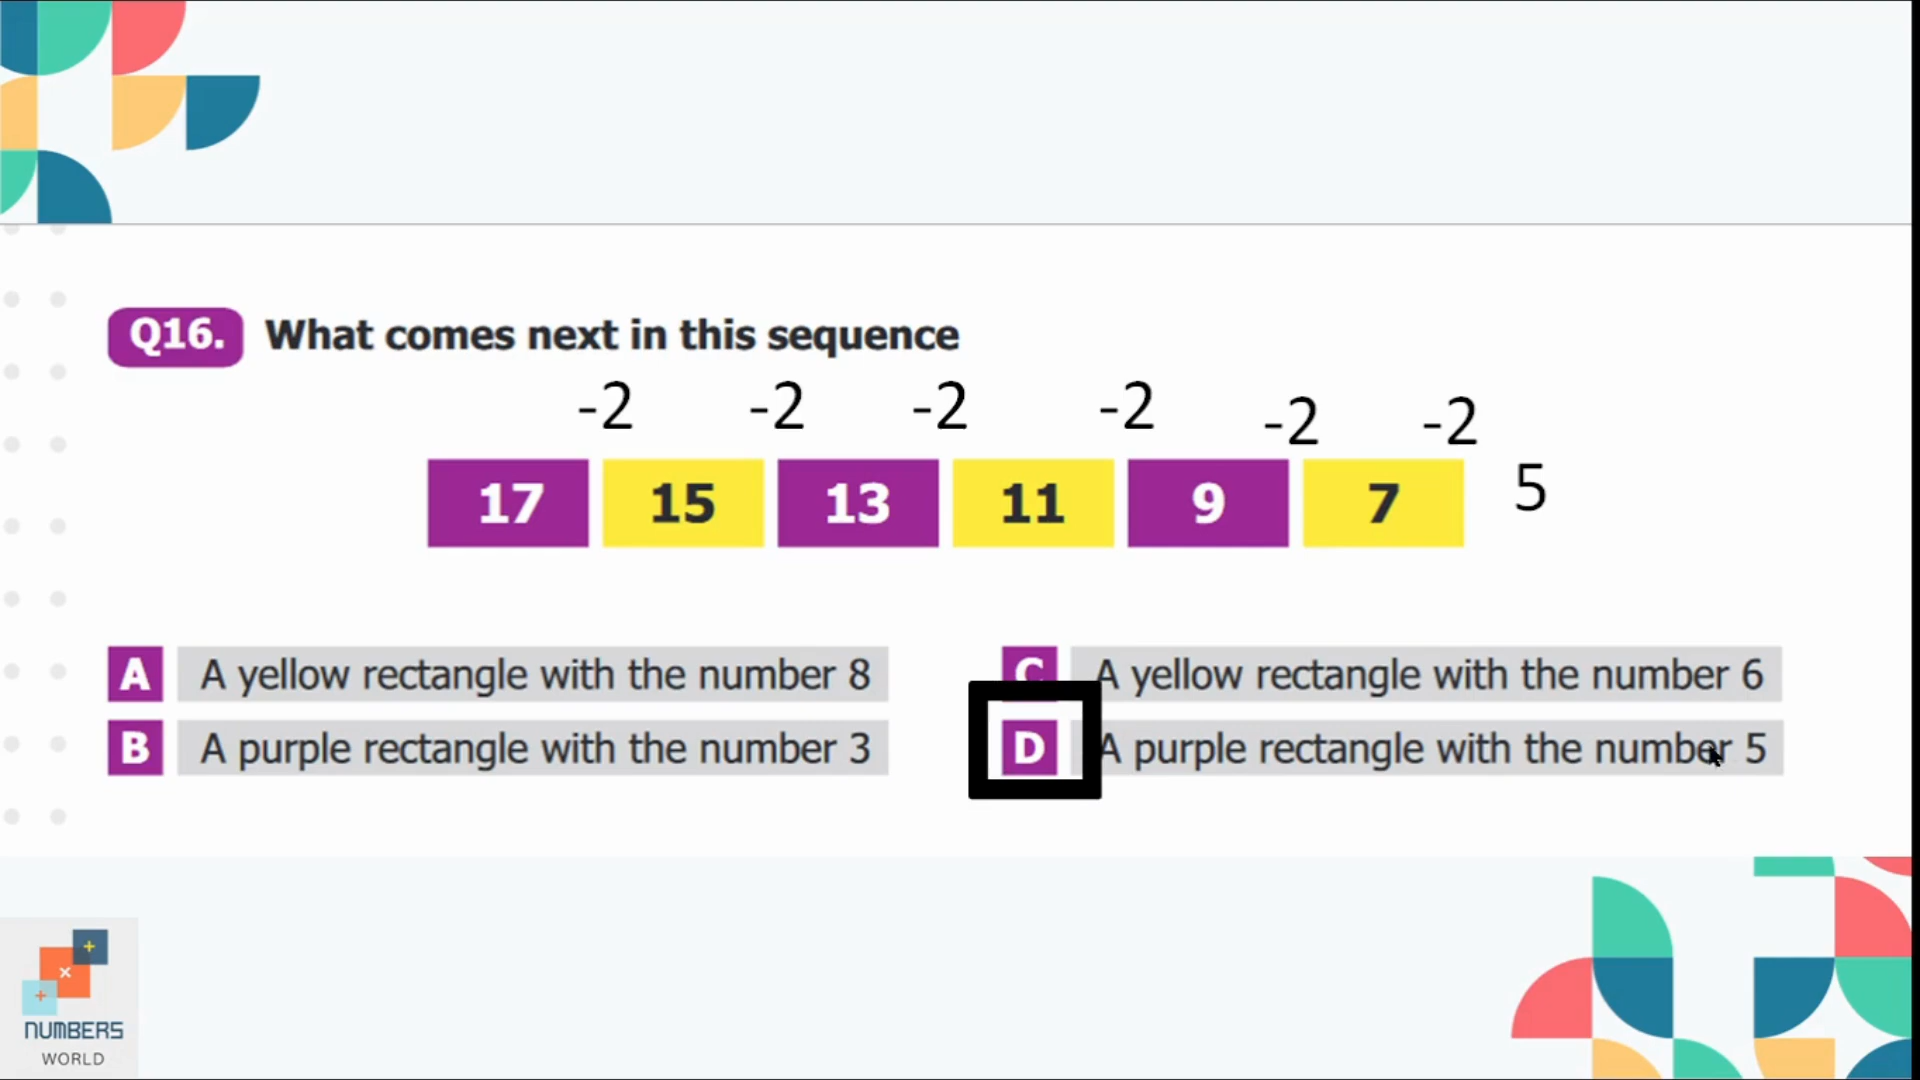 Q16. What comes next in this sequence
-2 -2 -2 -2 -2 -2
17 15 13 11 9 7 5
A A yellow rectangle with the number 8
B A purple rectangle with the number 3
C A yellow rectangle with the number 6
D A purple rectangle with the number 5
+
×
+
NUMBERS
WORLD